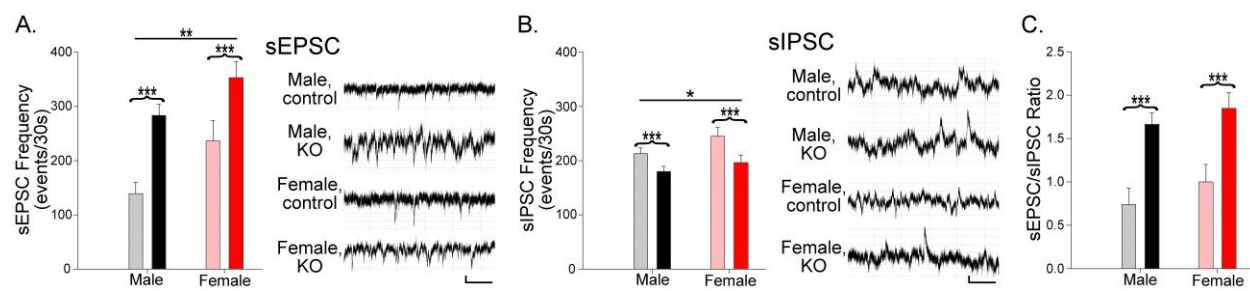 A.
sEPSC Frequency
(events/30s)
400
300
200
100
0
**
***
***
Male
Female
sEPSC
Male,
control
Male,
KO
Female,
control
Female,
KO
B.
sIPSC Frequency
(events/30s)
400
300
200
100
0
*
***
***
Male
Female
sIPSC
Male,
control
Male,
KO
Female,
control
Female,
KO
C.
sEPSC/sIPSC Ratio
2.5
2.0
1.5
1.0
0.5
0.0
***
***
Male
Female